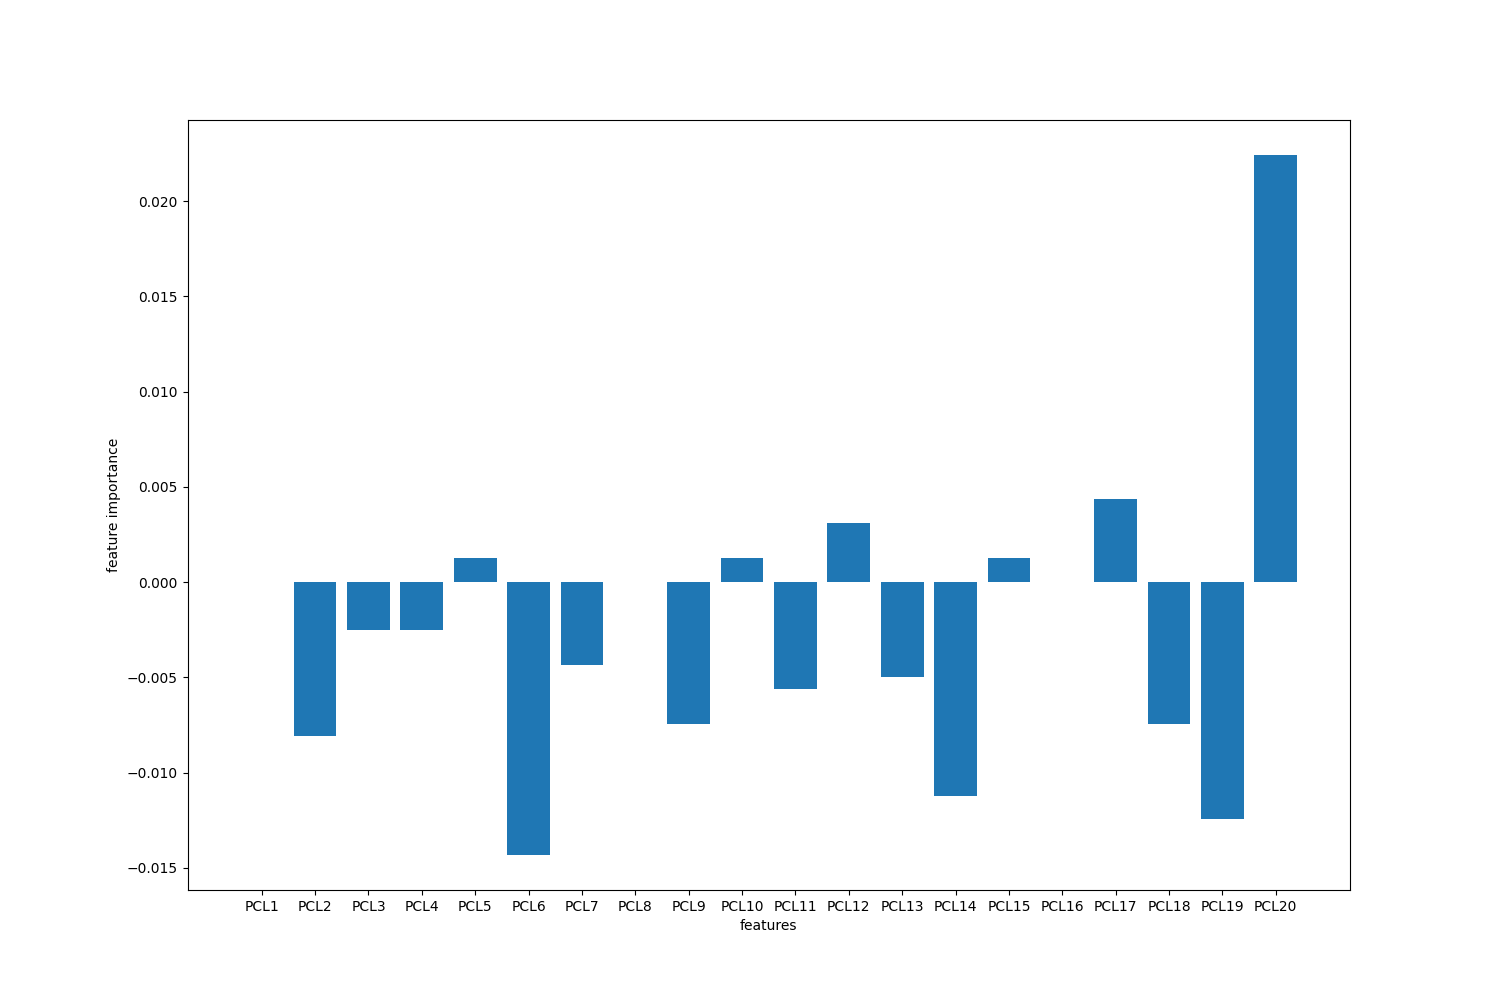 0.020
0.015
0.010
0.005
0.000
−0.005
−0.010
−0.015
feature importance
PCL1 PCL2 PCL3 PCL4 PCL5 PCL6 PCL7 PCL8 PCL9 PCL10 PCL11 PCL12 PCL13 PCL14 PCL15 PCL16 PCL17 PCL18 PCL19 PCL20
features